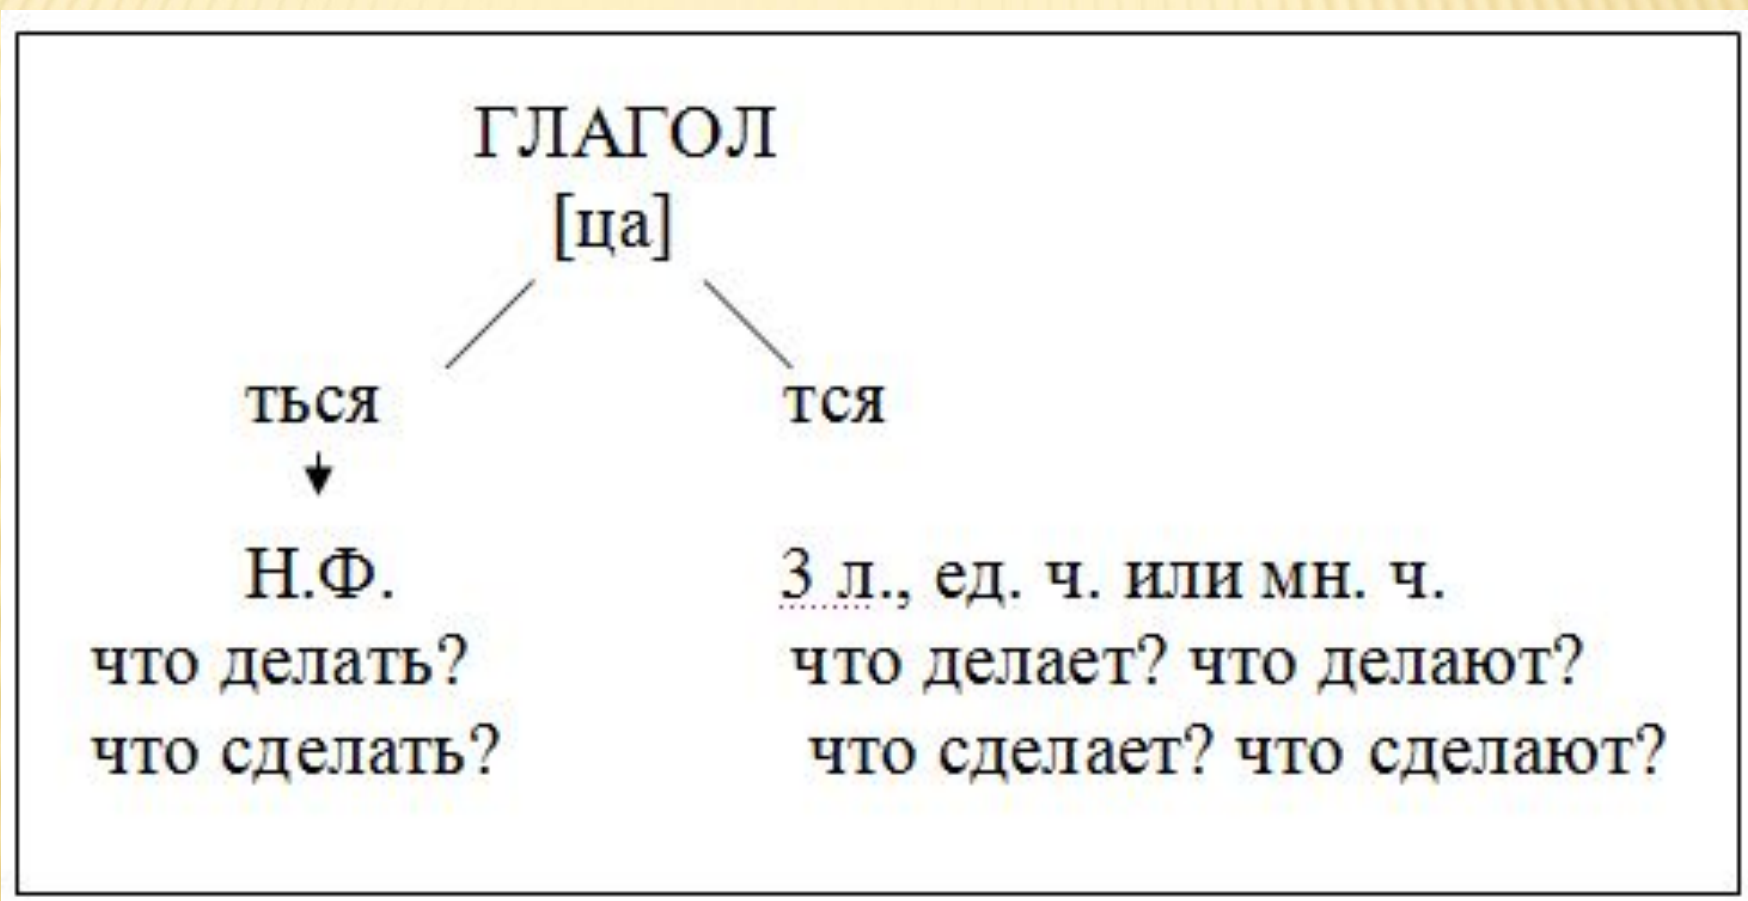 ГЛАГОЛ
[ца]
ться тся
Н.Ф. 3 л., ед. ч. или мн. ч.
что делать? что делает? что делают?
что сделать? что сделает? что сделают?